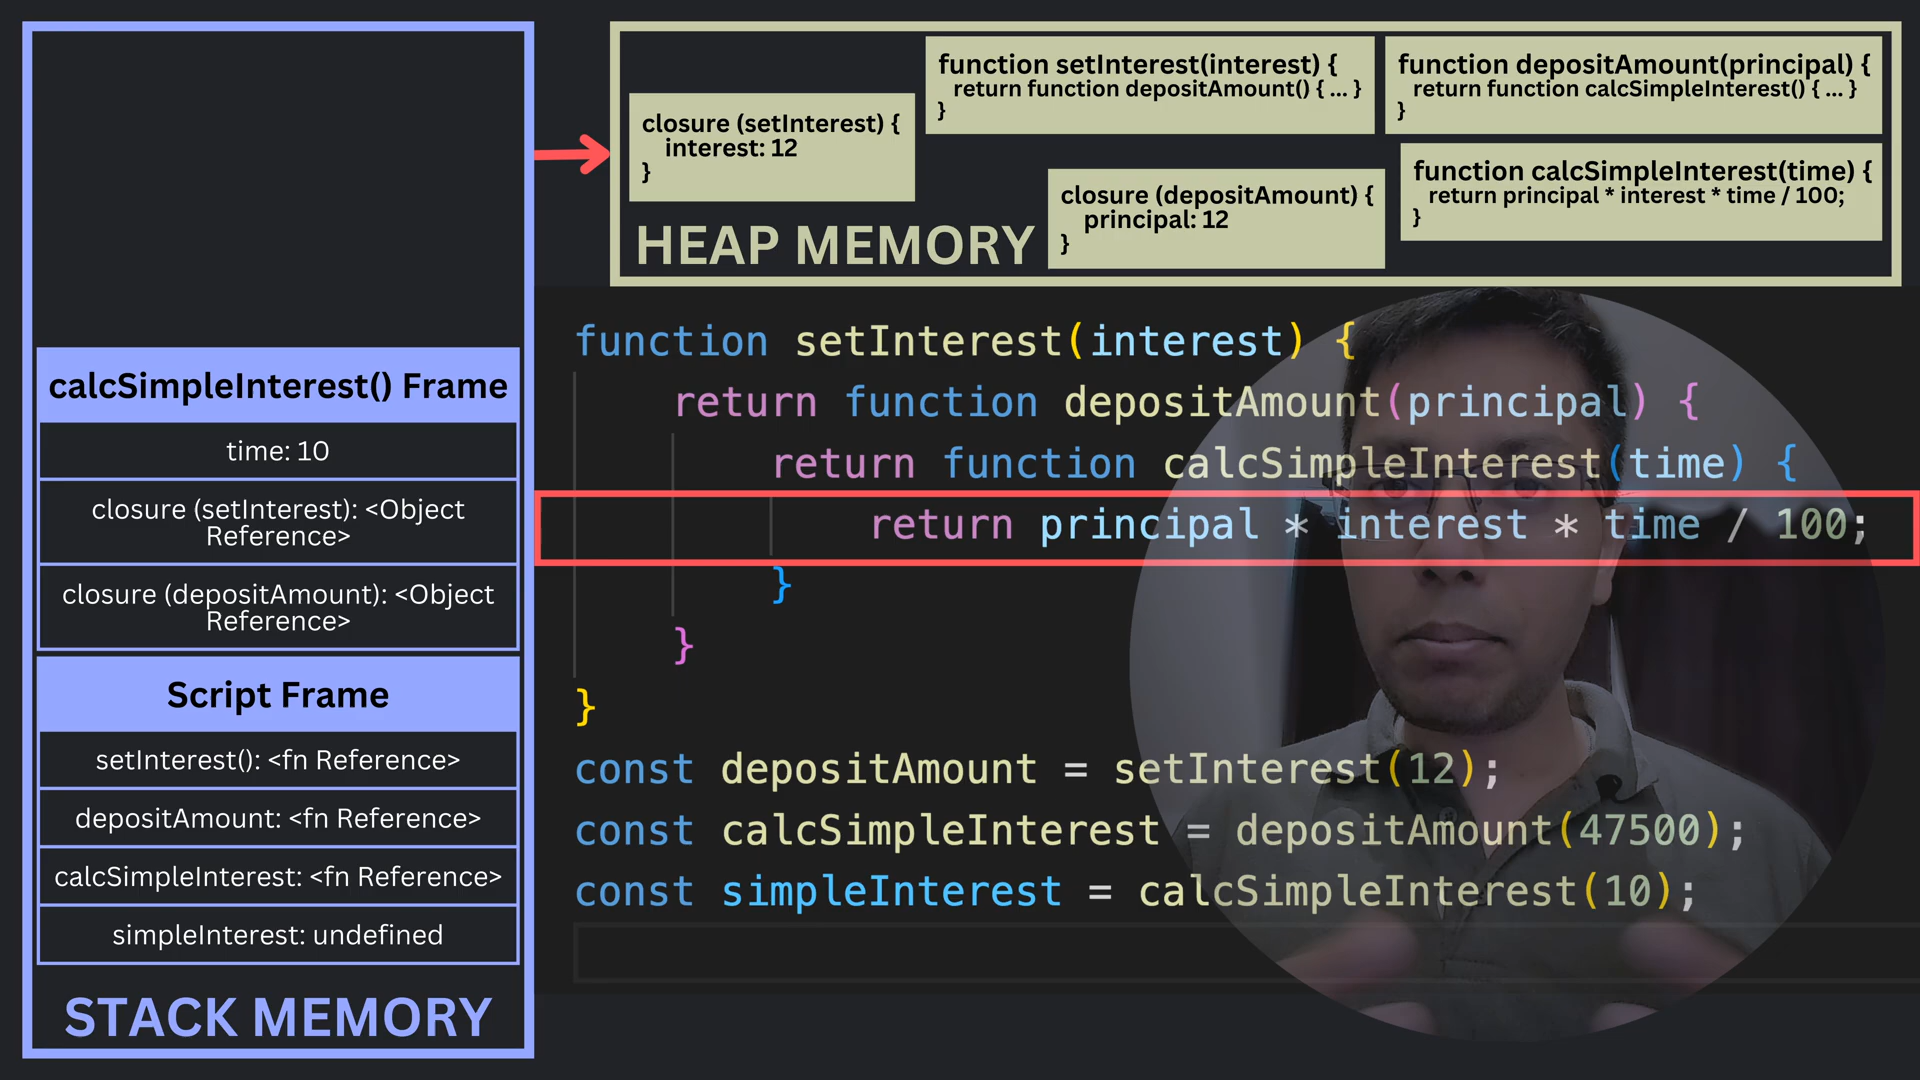 calcSimpleInterest() Frame
time: 10
closure (setInterest): <Object
Reference>
closure (depositAmount): <Object
Reference>
Script Frame
setInterest(): <fn Reference>
depositAmount: <fn Reference>
calcSimpleInterest: <fn Reference>
simpleInterest: undefined
STACK MEMORY
closure (setInterest) {
interest: 12
}
function setInterest(interest) {
return function depositAmount() { ... }
}
function depositAmount(principal) {
return function calcSimpleInterest() { ... }
}
closure (depositAmount) {
principal: 12
}
function calcSimpleInterest(time) {
return principal * interest * time / 100;
}
HEAP MEMORY
function setInterest(interest) {
return function depositAmount(principal) {
return function calcSimpleInterest(time) {
return principal * interest * time / 100;
}
}
}
const depositAmount = setInterest(12);
const calcSimpleInterest = depositAmount(47500);
const simpleInterest = calcSimpleInterest(10);